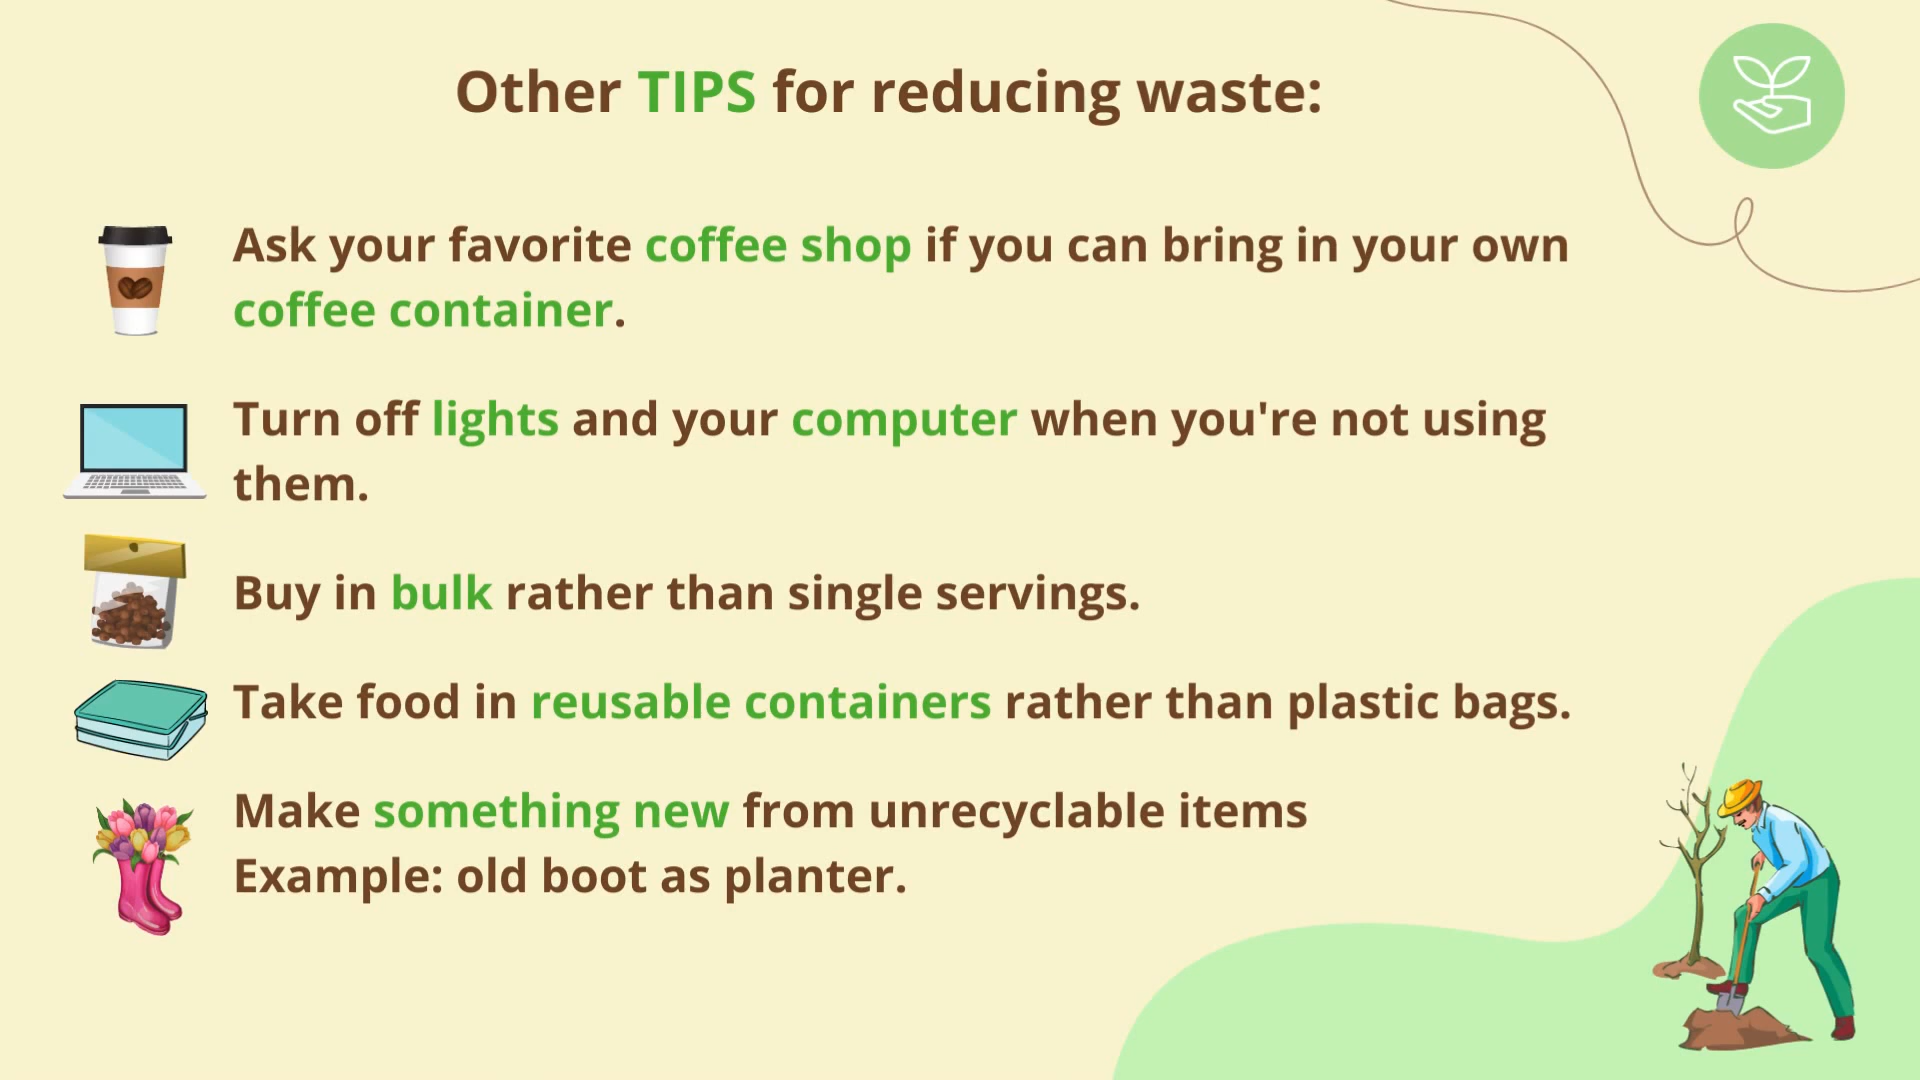 Other TIPS for reducing waste:
Ask your favorite coffee shop if you can bring in your own
coffee container.
Turn off lights and your computer when you're not using
them.
Buy in bulk rather than single servings.
Take food in reusable containers rather than plastic bags.
Make something new from unrecyclable items
Example: old boot as planter.